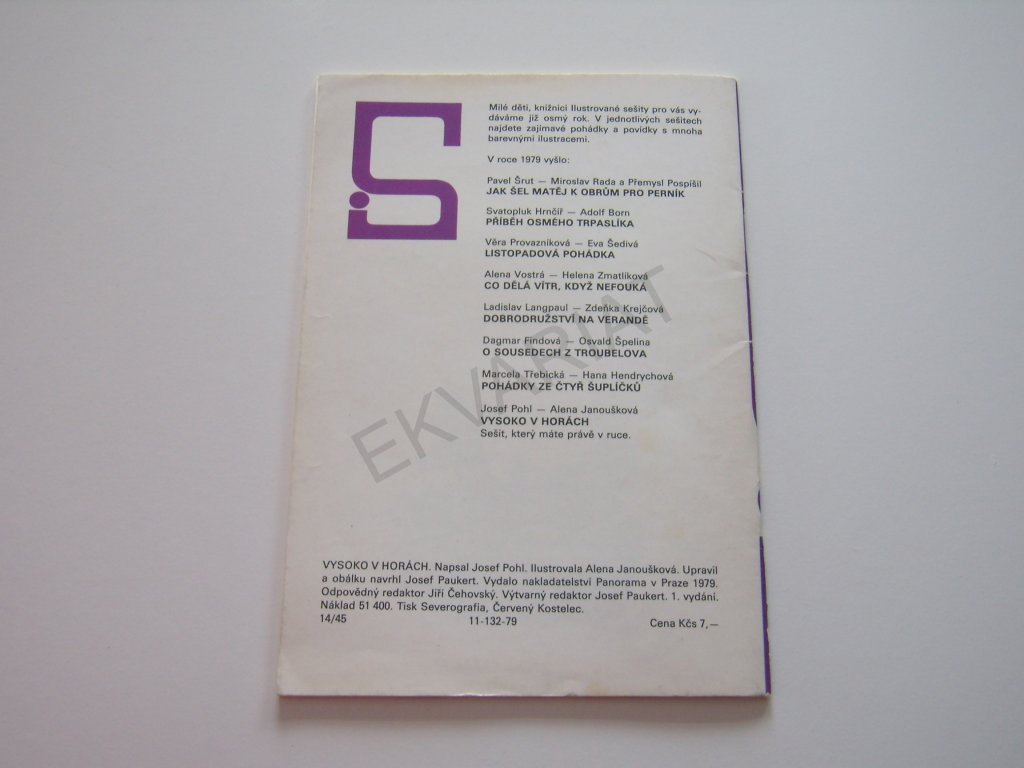 Milé děti, knižnici Ilustrované sešity pro vás vy-
dáváme již osmý rok. V jednotlivých sešitech
najdete zajímavé pohádky a povídky s mnoha
barevnými ilustracemi.
V roce 1979 vyšlo:
Pavel Šrut — Miroslav Rada a Přemysl Pospíšil
JAK ŠEL MATĚJ K OBRŮM PRO PERNÍK
Svatopluk Hrnčíř — Adolf Born
PŘÍBĚH OSMÉHO TRPASLÍKA
Věra Provazníková — Eva Šedivá
LISTOPADOVÁ POHÁDKA
Alena Vostrá — Helena Zmatlíková
CO DĚLÁ VÍTR, KDYŽ NEFOUKÁ
Ladislav Langpaul — Zdeňka Krejčová
DOBRODRUŽSTVÍ NA VERANDĚ
Dagmar Findová — Osvald Špelina
O SOUSEDECH Z TROUBELOVA
Marcela Třebická — Hana Hendrychová
POHÁDKY ZE ČTYŘ ŠUPLÍČKŮ
Josef Pohl — Alena Janoušková
VYSOKO V HORÁCH
Sešit, který máte právě v ruce.
EKVARIAT
VYSOKO V HORÁCH. Napsal Josef Pohl. Ilustrovala Alena Janoušková. Upravil
a obálku navrhl Josef Paukert. Vydalo nakladatelství Panorama v Praze 1979.
Odpovědný redaktor Jiří Čehovský. Výtvarný redaktor Josef Paukert. 1. vydání.
Náklad 51 400. Tisk Severografia, Červený Kostelec.
14/45 11-132-79 Cena Kčs 7,—